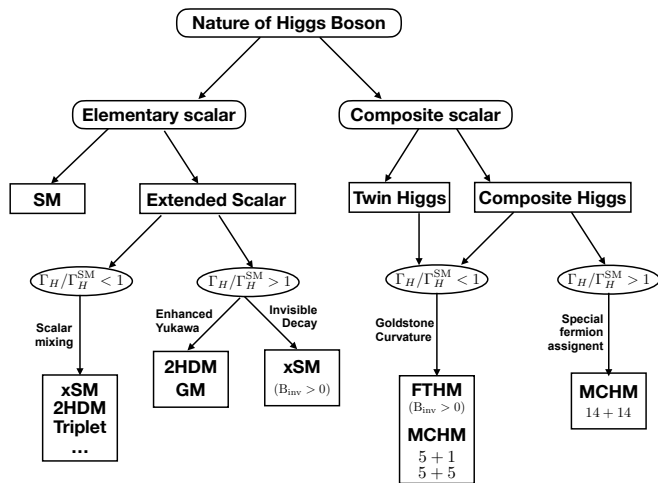 Nature of Higgs Boson
Elementary scalar
Composite scalar
SM
Extended Scalar
Twin Higgs
Composite Higgs
Γ_H/Γ_H^SM < 1
Γ_H/Γ_H^SM > 1
Γ_H/Γ_H^SM < 1
Γ_H/Γ_H^SM > 1
Scalar
mixing
Enhanced
Yukawa
Invisible
Decay
Goldstone
Curvature
Special
fermion
assignent
xSM
2HDM
Triplet
...
2HDM
GM
xSM
(B_inv > 0)
FTHM
(B_inv > 0)
MCHM
5 + 1
5 + 5
MCHM
14 + 14